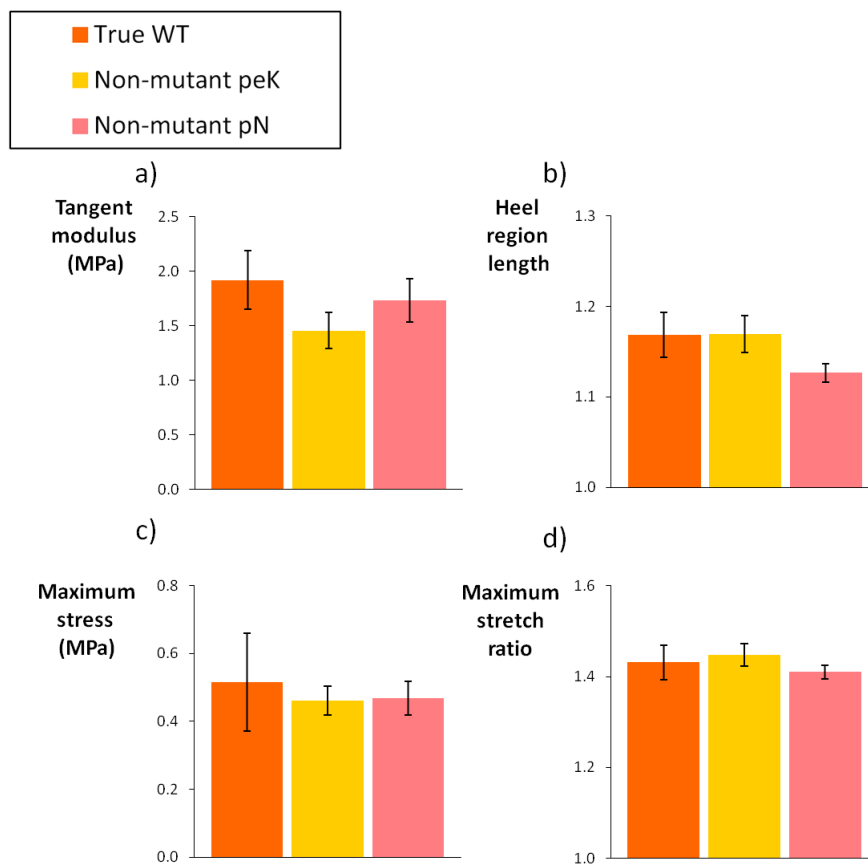 True WT
Non-mutant peK
Non-mutant pN
a)
Tangent
modulus
(MPa)
2.5
2.0
1.5
1.0
0.5
0.0
b)
Heel
region
length
1.3
1.2
1.1
1.0
c)
Maximum
stress
(MPa)
0.8
0.6
0.4
0.2
0.0
d)
Maximum
stretch
ratio
1.6
1.4
1.2
1.0